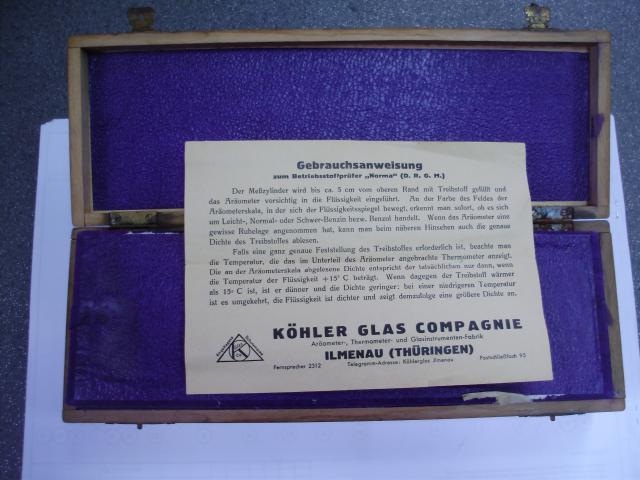 Gebrauchsanweisung
zum Betriebsstoffprüfer „Norma" (D. R. G. M.)
Der Meßzylinder wird bis ca. 5 cm vom oberen Rand mit Treibstoff gefüllt und
das Aräometer vorsichtig in die Flüssigkeit eingeführt. An der Farbe des Feldes der
Aräometerskala, in der sich der Flüssigkeitsspiegel bewegt, erkennt man sofort, ob es sich
um Leicht-, Normal- oder Schwer-Benzin bezw. Benzol handelt. Wenn das Aräometer eine
gewisse Ruhelage angenommen hat, kann man beim näheren Hinsehen auch die genaue
Dichte des Treibstoffes ablesen.
Falls eine ganz genaue Feststellung des Treibstoffes erforderlich ist, beachte man
die Temperatur, die das im Unterteil des Aräometer angebrachte Thermometer anzeigt.
Die an der Aräometerskala abgelesene Dichte entspricht der tatsächlichen nur dann, wenn
die Temperatur der Flüssigkeit +15° C beträgt. Wenn dagegen der Treibstoff wärmer
als 15° C ist, ist er dünner und die Dichte geringer: bei einer niedrigeren Temperatur
ist es umgekehrt, die Flüssigkeit ist dichter und zeigt demzufolge eine größere Dichte an.
KÖHLER GLAS COMPAGNIE
Aräometer-, Thermometer- und Glasinstrumenten-Fabrik
ILMENAU (THÜRINGEN)
Fernsprecher 2312
Telegramm-Adresse: Köhlerglas Jlmenau
Postschließfach 95